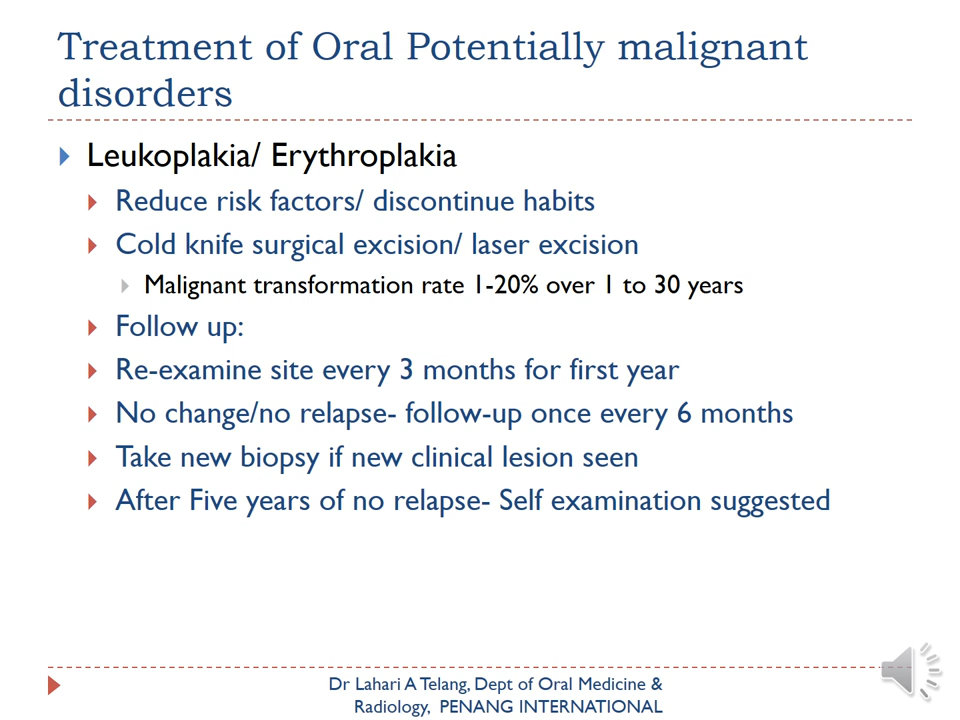 Treatment of Oral Potentially malignant
disorders
Leukoplakia/ Erythroplakia
Reduce risk factors/ discontinue habits
Cold knife surgical excision/ laser excision
Malignant transformation rate 1-20% over 1 to 30 years
Follow up:
Re-examine site every 3 months for first year
No change/no relapse- follow-up once every 6 months
Take new biopsy if new clinical lesion seen
After Five years of no relapse- Self examination suggested
Dr Lahari A Telang, Dept of Oral Medicine &
Radiology, PENANG INTERNATIONAL